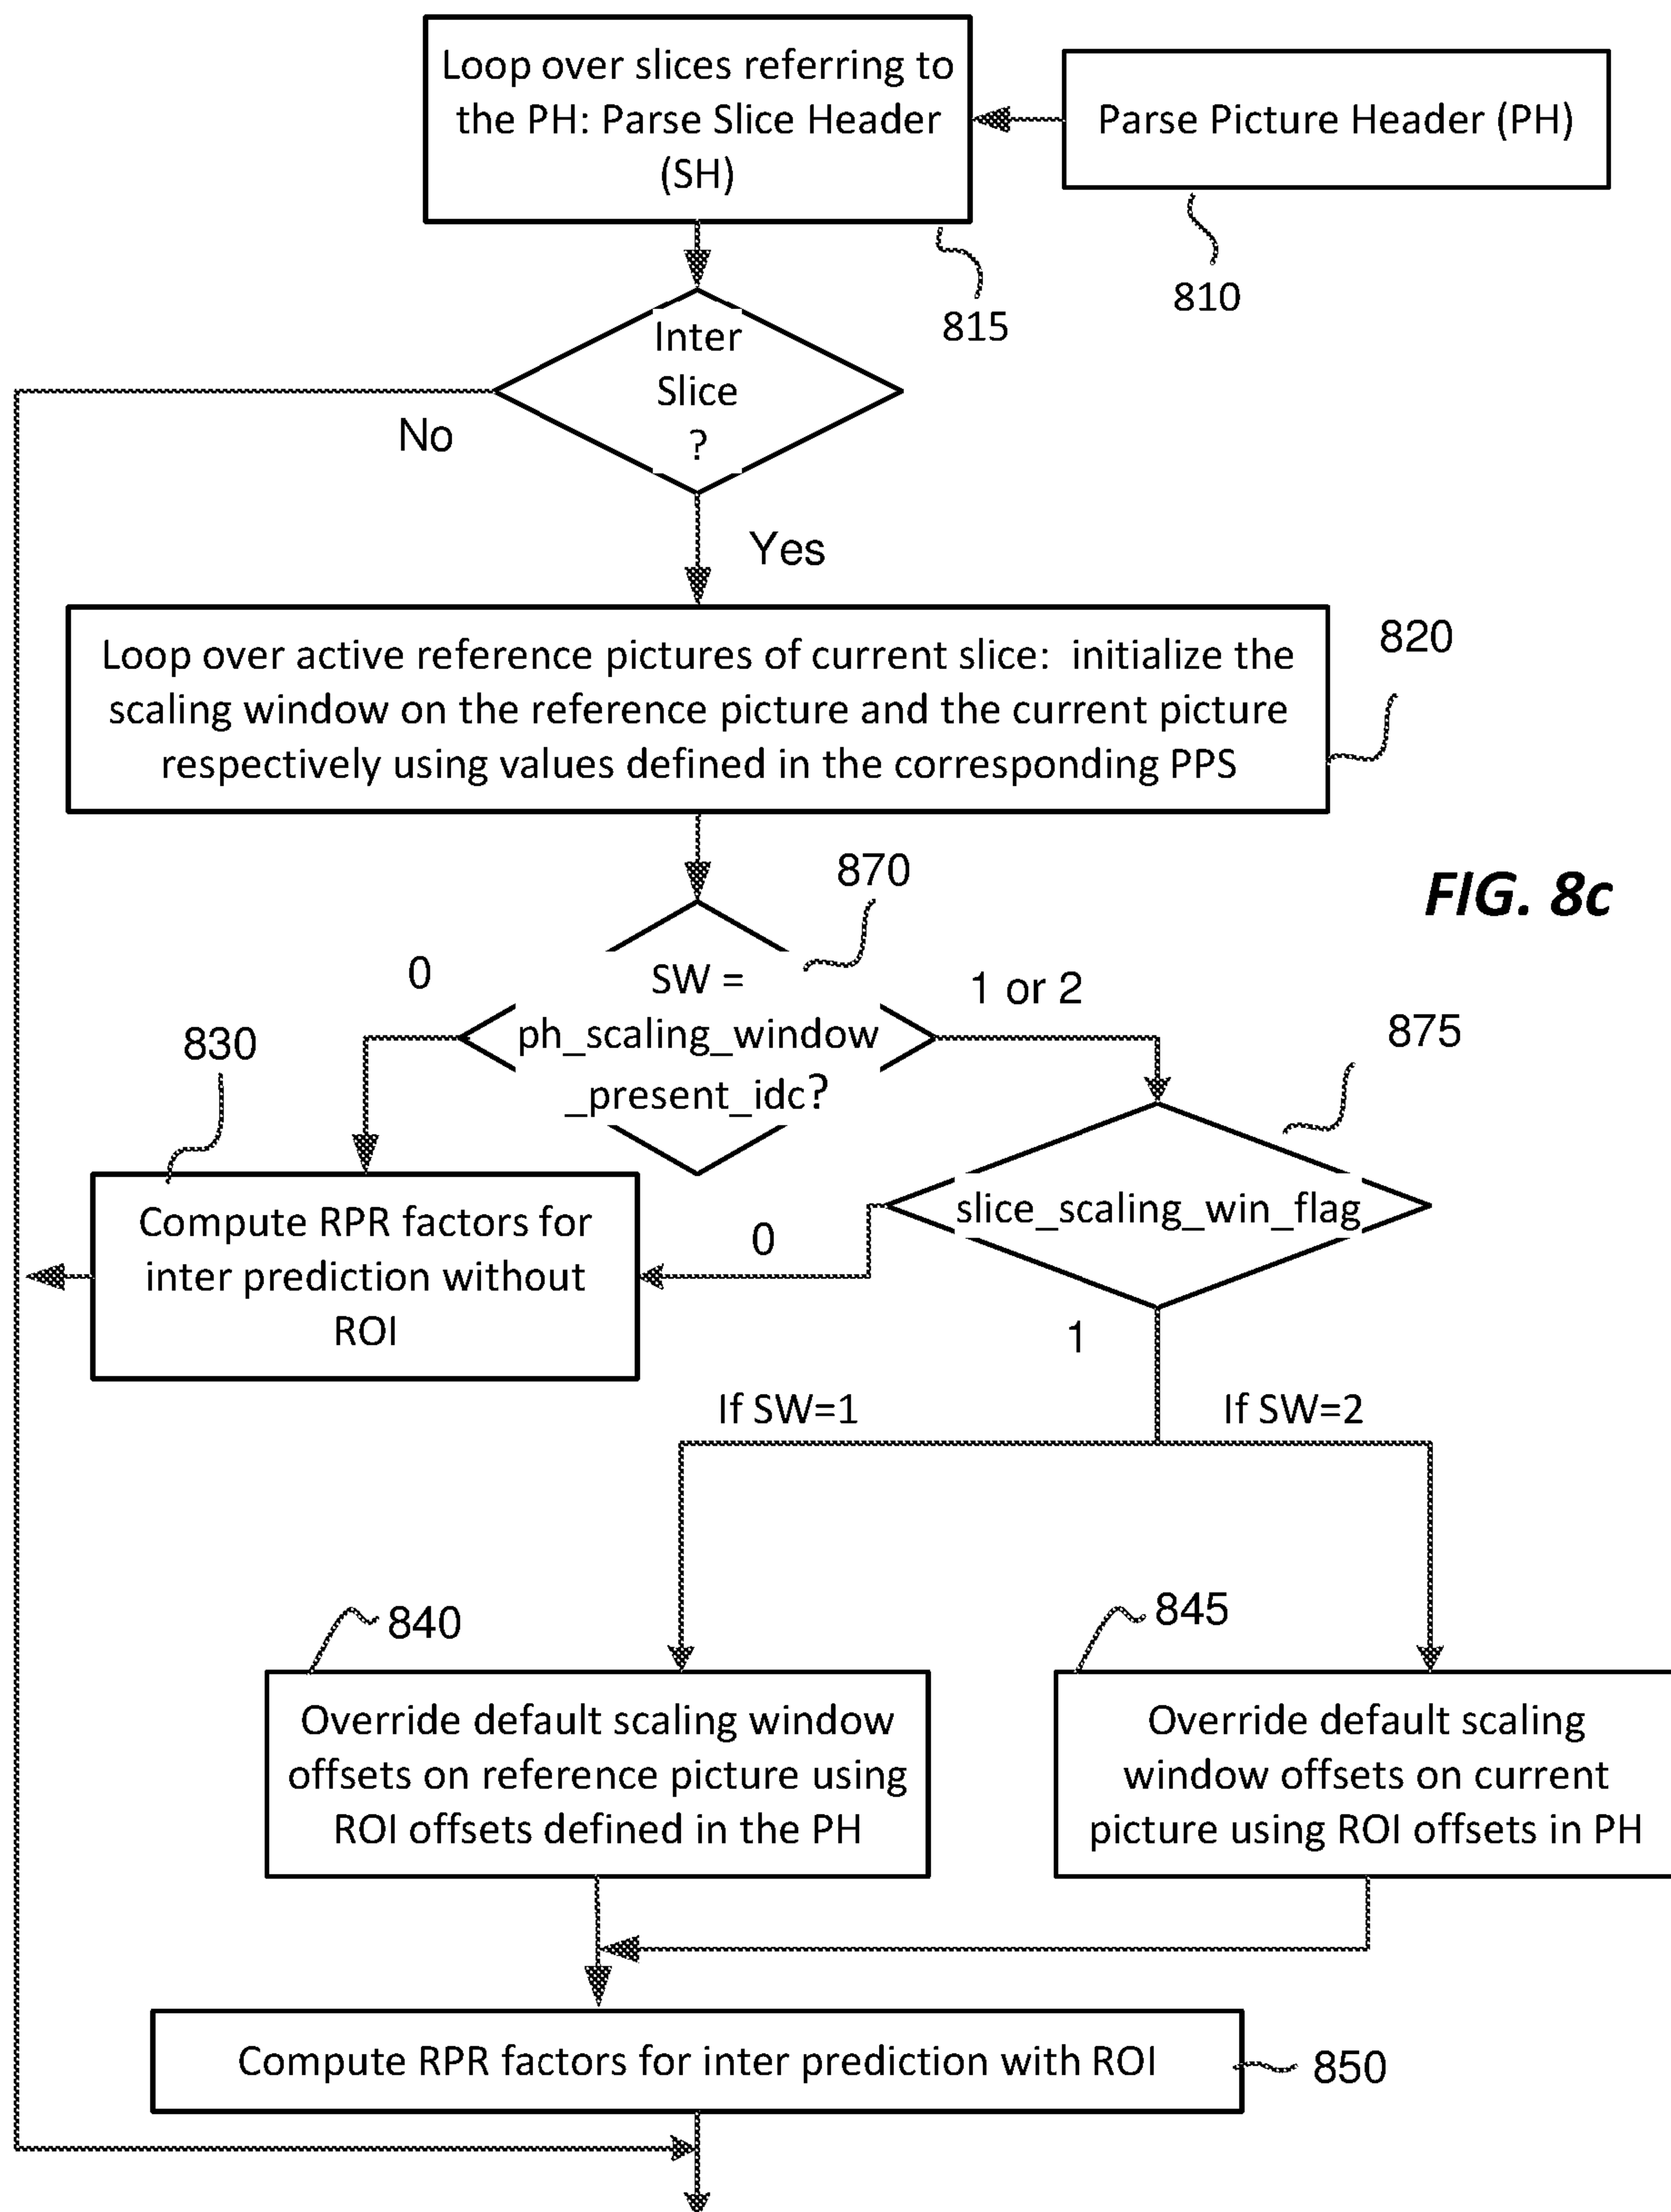 Loop over slices referring to
the PH: Parse Slice Header
(SH)
Parse Picture Header (PH)
810
815
Inter
Slice
?
No
Yes
820
Loop over active reference pictures of current slice: initialize the
scaling window on the reference picture and the current picture
respectively using values defined in the corresponding PPS
870
FIG. 8c
0
SW =
ph_scaling_window
_present_idc?
1 or 2
830
875
Compute RPR factors for
inter prediction without
ROI
0
slice_scaling_win_flag
1
If SW=1
If SW=2
840
845
Override default scaling window
offsets on reference picture using
ROI offsets defined in the PH
Override default scaling
window offsets on current
picture using ROI offsets in PH
Compute RPR factors for inter prediction with ROI
850